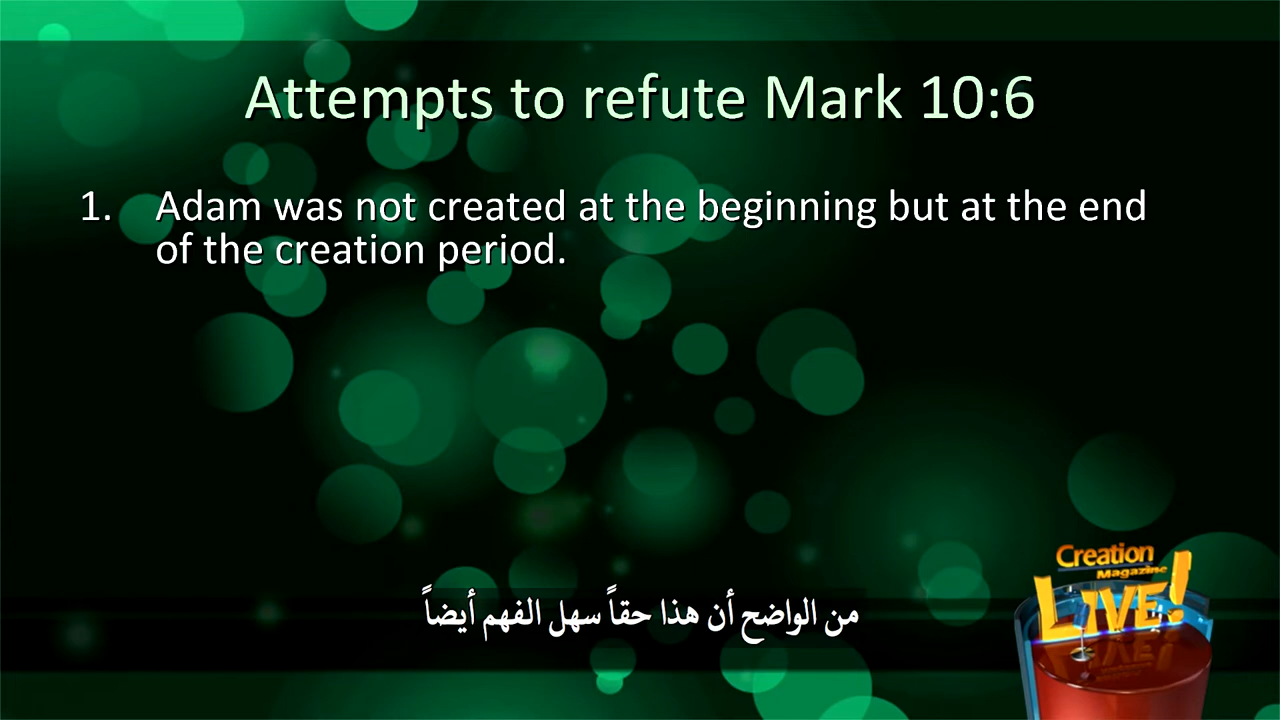 Attempts to refute Mark 10:6
1. Adam was not created at the beginning but at the end
of the creation period.
من الواضح أن هذا حقاً سهل الفهم أيضاً
Creation
Magazine
LIVE!